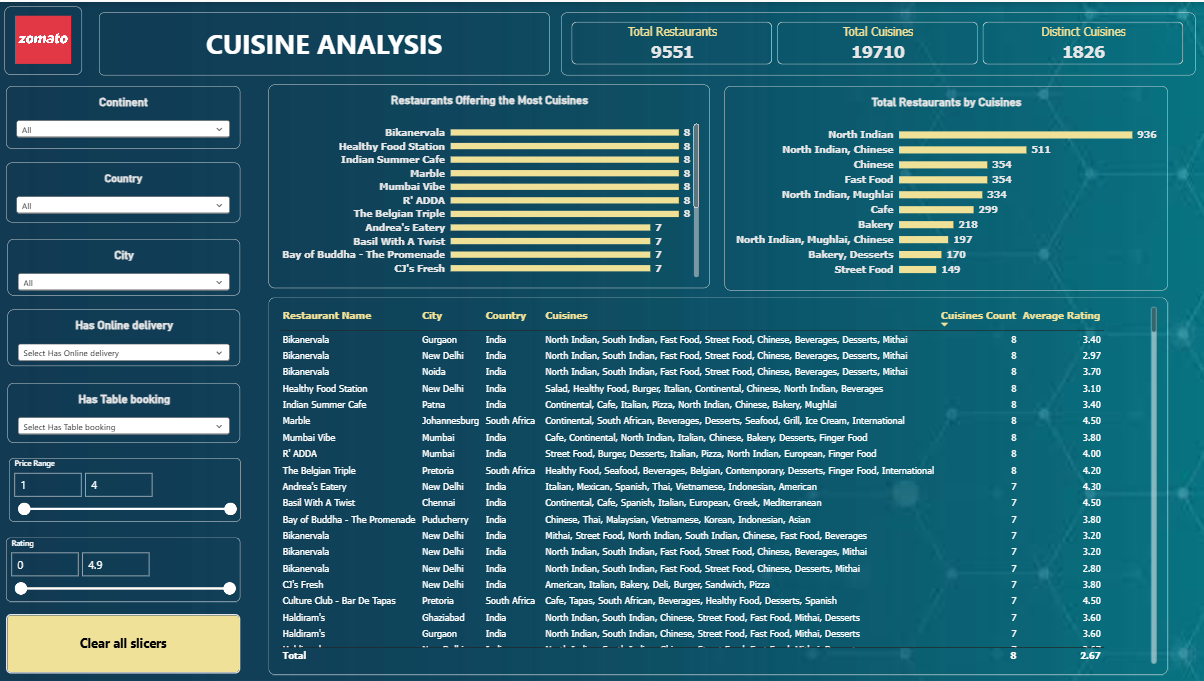 zomato
CUISINE ANALYSIS
Total Restaurants
9551
Total Cuisines
19710
Distinct Cuisines
1826
Continent
All
Country
All
City
All
Has Online delivery
Select Has Online delivery
Has Table booking
Select Has Table booking
Price Range
1 4
Rating
0 4.9
Clear all slicers
Restaurants Offering the Most Cuisines
Bikanervala 8
Healthy Food Station 8
Indian Summer Cafe 8
Marble 8
Mumbai Vibe 8
R' ADDA 8
The Belgian Triple 8
Andrea's Eatery 7
Basil With A Twist 7
Bay of Buddha - The Promenade 7
CJ's Fresh 7
Total Restaurants by Cuisines
North Indian 936
North Indian, Chinese 511
Chinese 354
Fast Food 354
North Indian, Mughlai 334
Cafe 299
Bakery 218
North Indian, Mughlai, Chinese 197
Bakery, Desserts 170
Street Food 149
Restaurant Name City Country Cuisines Cuisines Count Average Rating
Bikanervala Gurgaon India North Indian, South Indian, Fast Food, Street Food, Chinese, Beverages, Desserts, Mithai 8 3.40
Bikanervala New Delhi India North Indian, South Indian, Fast Food, Street Food, Chinese, Beverages, Desserts, Mithai 8 2.97
Bikanervala Noida India North Indian, South Indian, Fast Food, Street Food, Chinese, Beverages, Desserts, Mithai 8 3.70
Healthy Food Station New Delhi India Salad, Healthy Food, Burger, Italian, Continental, Chinese, North Indian, Beverages 8 3.10
Indian Summer Cafe Patna India Continental, Cafe, Italian, Pizza, North Indian, Chinese, Bakery, Mughlai 8 3.40
Marble Johannesburg South Africa Continental, South African, Beverages, Desserts, Seafood, Grill, Ice Cream, International 8 4.50
Mumbai Vibe Mumbai India Cafe, Continental, North Indian, Italian, Chinese, Bakery, Desserts, Finger Food 8 3.80
R' ADDA Mumbai India Street Food, Burger, Desserts, Italian, Pizza, North Indian, European, Finger Food 8 4.00
The Belgian Triple Pretoria South Africa Healthy Food, Seafood, Beverages, Belgian, Contemporary, Desserts, Finger Food, International 8 4.20
Andrea's Eatery New Delhi India Italian, Mexican, Spanish, Thai, Vietnamese, Indonesian, American 7 4.30
Basil With A Twist Chennai India Continental, Cafe, Spanish, Italian, European, Greek, Mediterranean 7 4.50
Bay of Buddha - The Promenade Puducherry India Chinese, Thai, Malaysian, Vietnamese, Korean, Indonesian, Asian 7 3.80
Bikanervala New Delhi India Mithai, Street Food, North Indian, South Indian, Chinese, Fast Food, Beverages 7 3.20
Bikanervala New Delhi India North Indian, South Indian, Fast Food, Street Food, Chinese, Beverages, Mithai 7 3.20
Bikanervala New Delhi India North Indian, South Indian, Fast Food, Street Food, Chinese, Desserts, Mithai 7 2.80
CJ's Fresh New Delhi India American, Italian, Bakery, Deli, Burger, Sandwich, Pizza 7 3.80
Culture Club - Bar De Tapas Pretoria South Africa Cafe, Tapas, South African, Beverages, Healthy Food, Desserts, Spanish 7 4.50
Haldiram's Ghaziabad India North Indian, South Indian, Chinese, Street Food, Fast Food, Mithai, Desserts 7 3.60
Haldiram's Gurgaon India North Indian, South Indian, Chinese, Street Food, Fast Food, Mithai, Desserts 7 3.60
Total 8 2.67